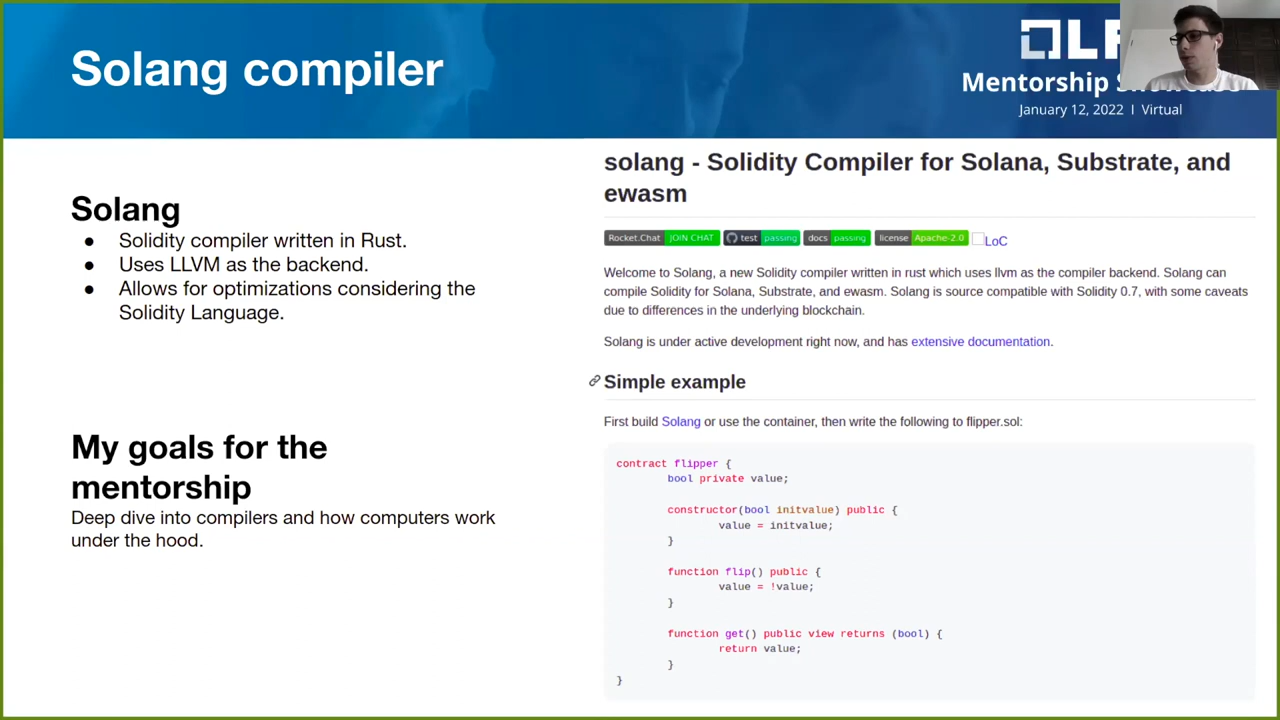 Solang compiler
LF
Mentorship
January 12, 2022 | Virtual
Solang
● Solidity compiler written in Rust.
● Uses LLVM as the backend.
● Allows for optimizations considering the
Solidity Language.
My goals for the
mentorship
Deep dive into compilers and how computers work
under the hood.
solang - Solidity Compiler for Solana, Substrate, and
ewasm
Rocket.Chat JOIN CHAT test passing docs passing license Apache-2.0 LoC
Welcome to Solang, a new Solidity compiler written in rust which uses llvm as the compiler backend. Solang can
compile Solidity for Solana, Substrate, and ewasm. Solang is source compatible with Solidity 0.7, with some caveats
due to differences in the underlying blockchain.
Solang is under active development right now, and has extensive documentation.
Simple example
First build Solang or use the container, then write the following to flipper.sol:
contract flipper {
bool private value;
constructor(bool initvalue) public {
value = initvalue;
}
function flip() public {
value = !value;
}
function get() public view returns (bool) {
return value;
}
}